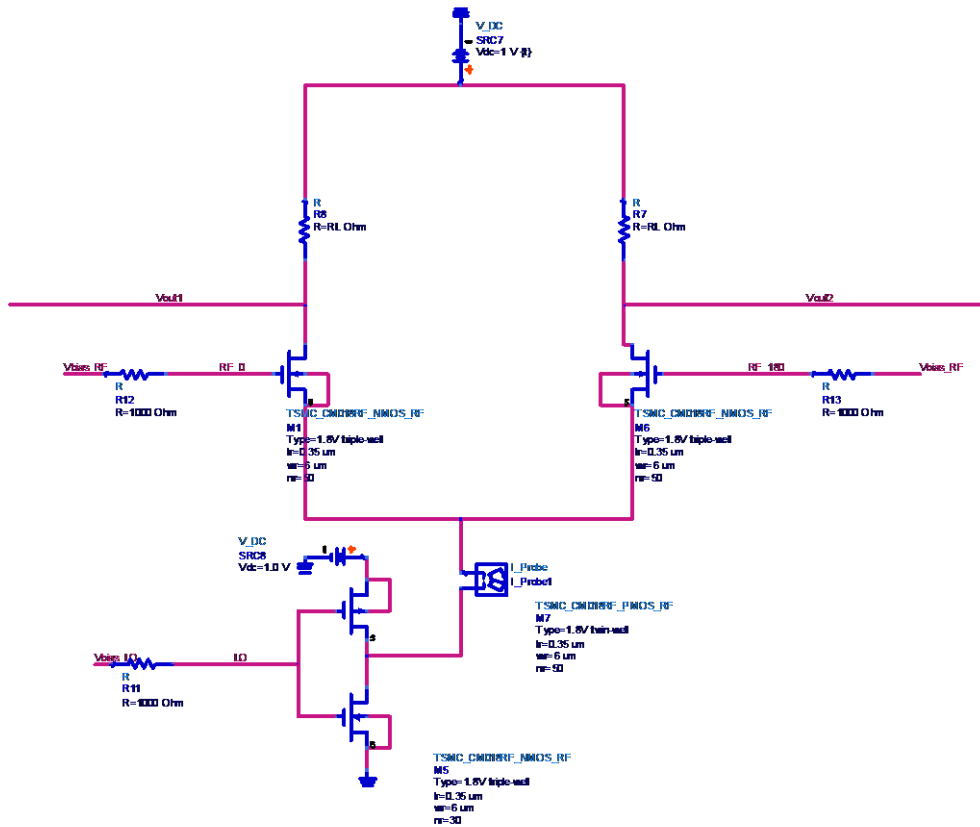 V_DC
SRC7
Vdc=1 V {t}
R
R8
R=RL Ohm
R
R7
R=RL Ohm
Vout1
Vout2
Vbias_RF
RF_0
RF_180
Vbias_RF
R
R12
R=1000 Ohm
R
R13
R=1000 Ohm
TSMC_CM018RF_NMOS_RF
M1
Type=1.8V triple-well
lr=0.35 um
wr=6 um
nr=50
TSMC_CM018RF_NMOS_RF
M6
Type=1.8V triple-well
lr=0.35 um
wr=6 um
nr=50
V_DC
SRC8
Vdc=1.0 V
I_Probe
I_Probe1
TSMC_CM018RF_PMOS_RF
M7
Type=1.8V twin-well
lr=0.35 um
wr=6 um
nr=50
Vbias_LO
LO
R
R11
R=1000 Ohm
TSMC_CM018RF_NMOS_RF
M5
Type=1.8V triple-well
lr=0.35 um
wr=6 um
nr=30